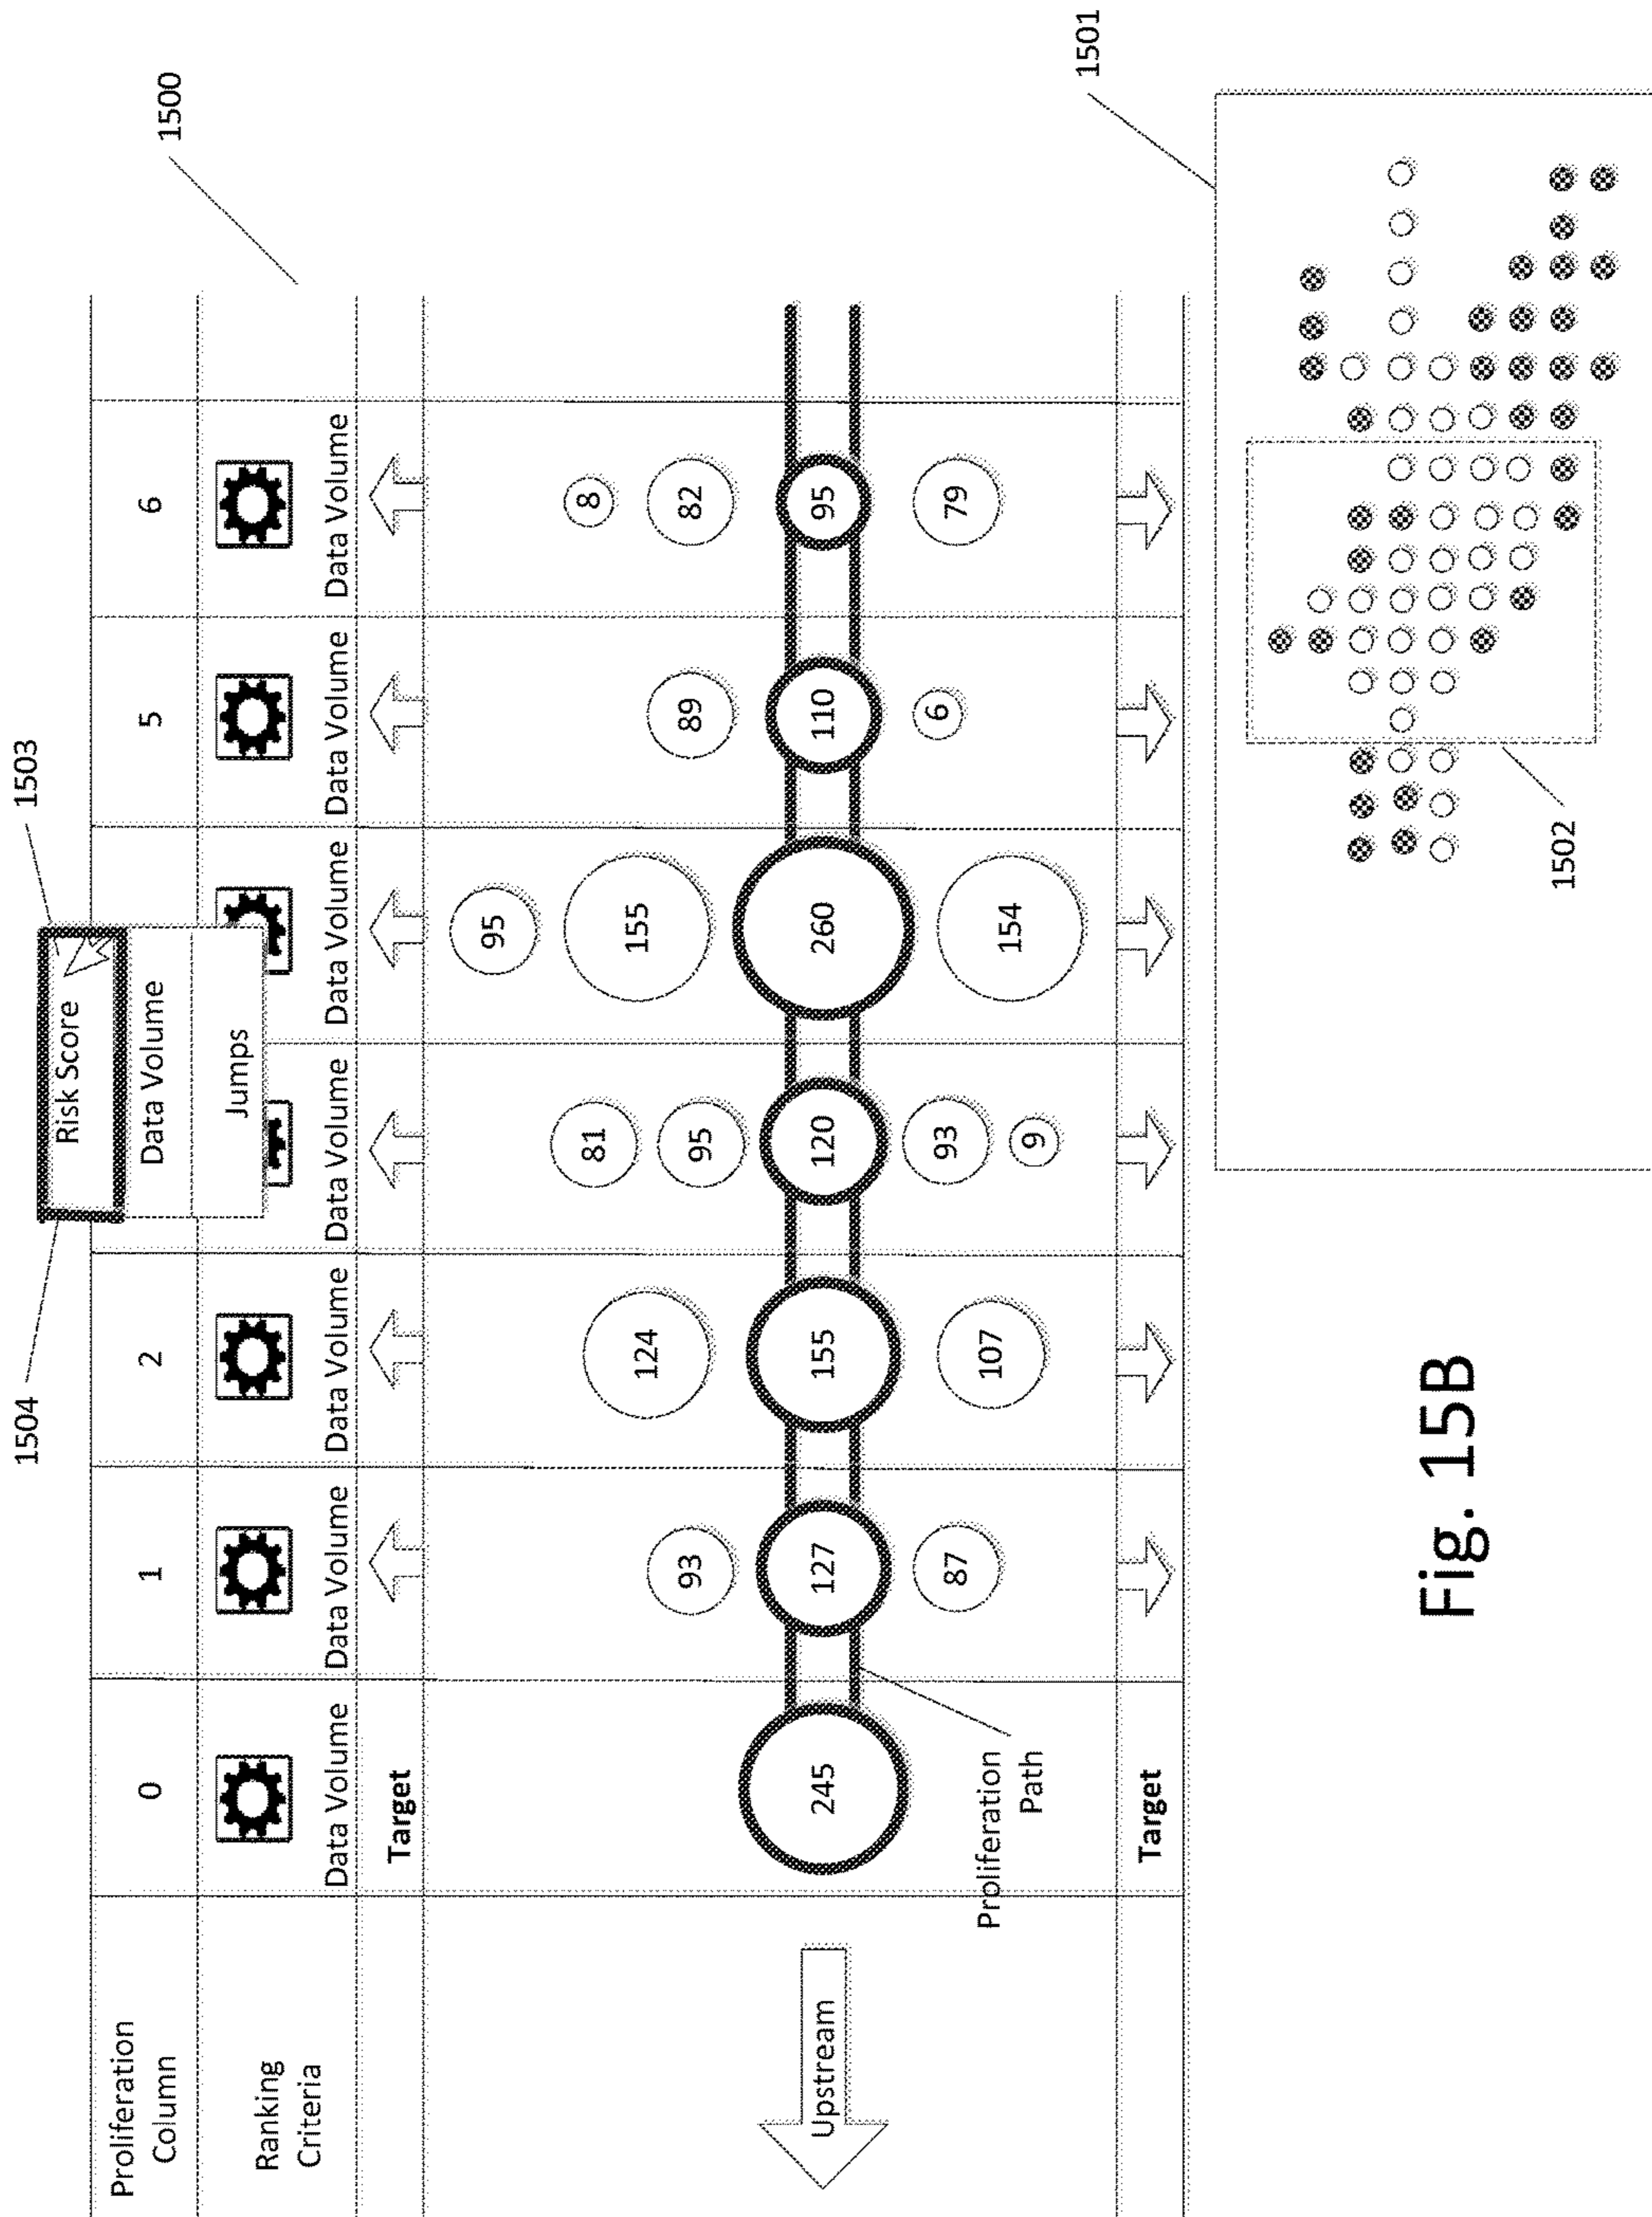 1504
1503
1500
Risk Score
Data Volume
Jumps
Proliferation
Column
0
1
2
5
6
Ranking
Criteria
Data Volume
Data Volume
Data Volume
Data Volume
Data Volume
Data Volume
Data Volume
Target
Upstream
245
Proliferation
Path
93
127
87
124
155
107
81
95
120
93
9
95
155
260
154
89
110
6
8
82
95
79
Target
1501
1502
Fig. 15B